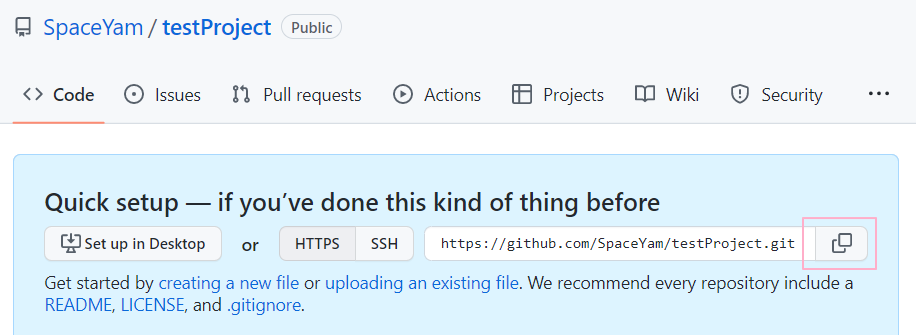 SpaceYam / testProject Public
Code Issues Pull requests Actions Projects Wiki Security ···
Quick setup — if you’ve done this kind of thing before
Set up in Desktop or HTTPS SSH https://github.com/SpaceYam/testProject.git
Get started by creating a new file or uploading an existing file. We recommend every repository include a
README, LICENSE, and .gitignore.